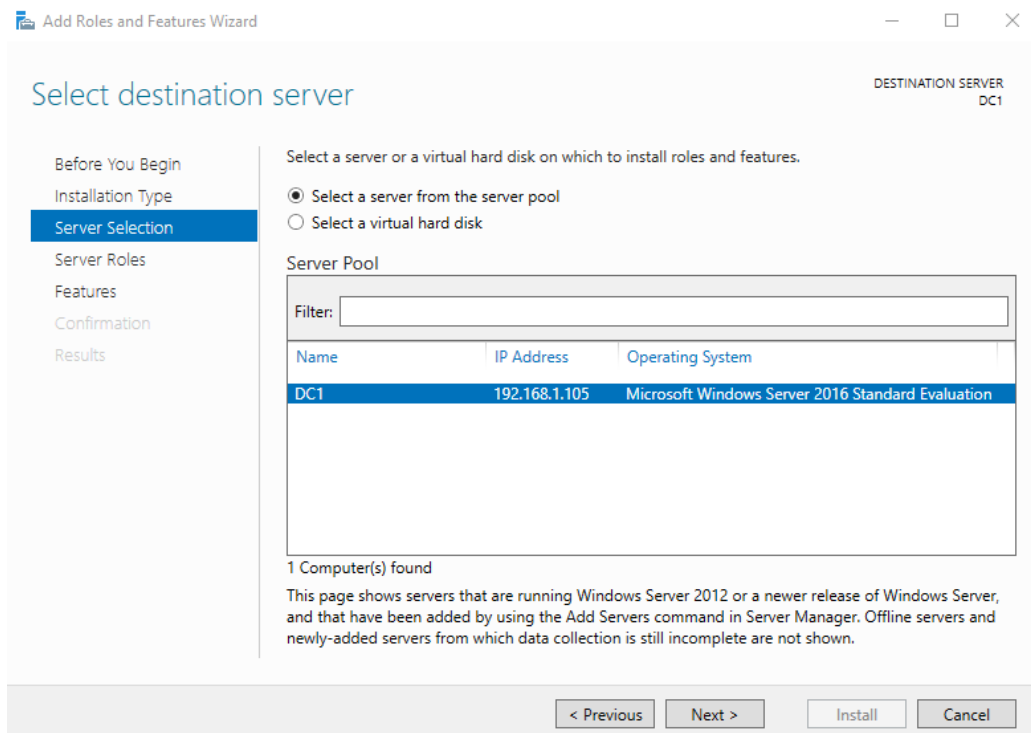 Add Roles and Features Wizard
Select destination server
DESTINATION SERVER
DC1
Before You Begin
Installation Type
Server Selection
Server Roles
Features
Confirmation
Results
Select a server or a virtual hard disk on which to install roles and features.
Select a server from the server pool
Select a virtual hard disk
Server Pool
Filter:
Name IP Address Operating System
DC1 192.168.1.105 Microsoft Windows Server 2016 Standard Evaluation
1 Computer(s) found
This page shows servers that are running Windows Server 2012 or a newer release of Windows Server,
and that have been added by using the Add Servers command in Server Manager. Offline servers and
newly-added servers from which data collection is still incomplete are not shown.
< Previous Next > Install Cancel